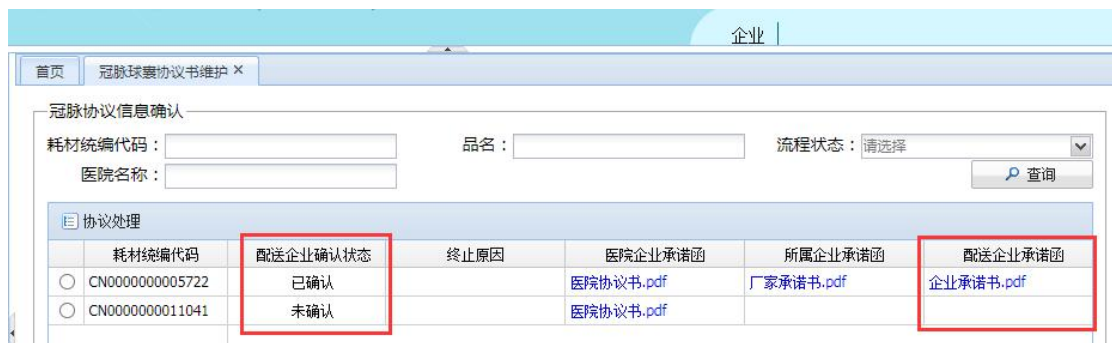 企业
首页 冠脉球囊协议书维护 ×
冠脉协议信息确认
耗材统编代码： 品名： 流程状态：请选择
医院名称： 查询
协议处理
耗材统编代码 配送企业确认状态 终止原因 医院企业承诺函 所属企业承诺函 配送企业承诺函
CN0000000005722 已确认 医院协议书.pdf 厂家承诺书.pdf 企业承诺书.pdf
CN0000000011041 未确认 医院协议书.pdf